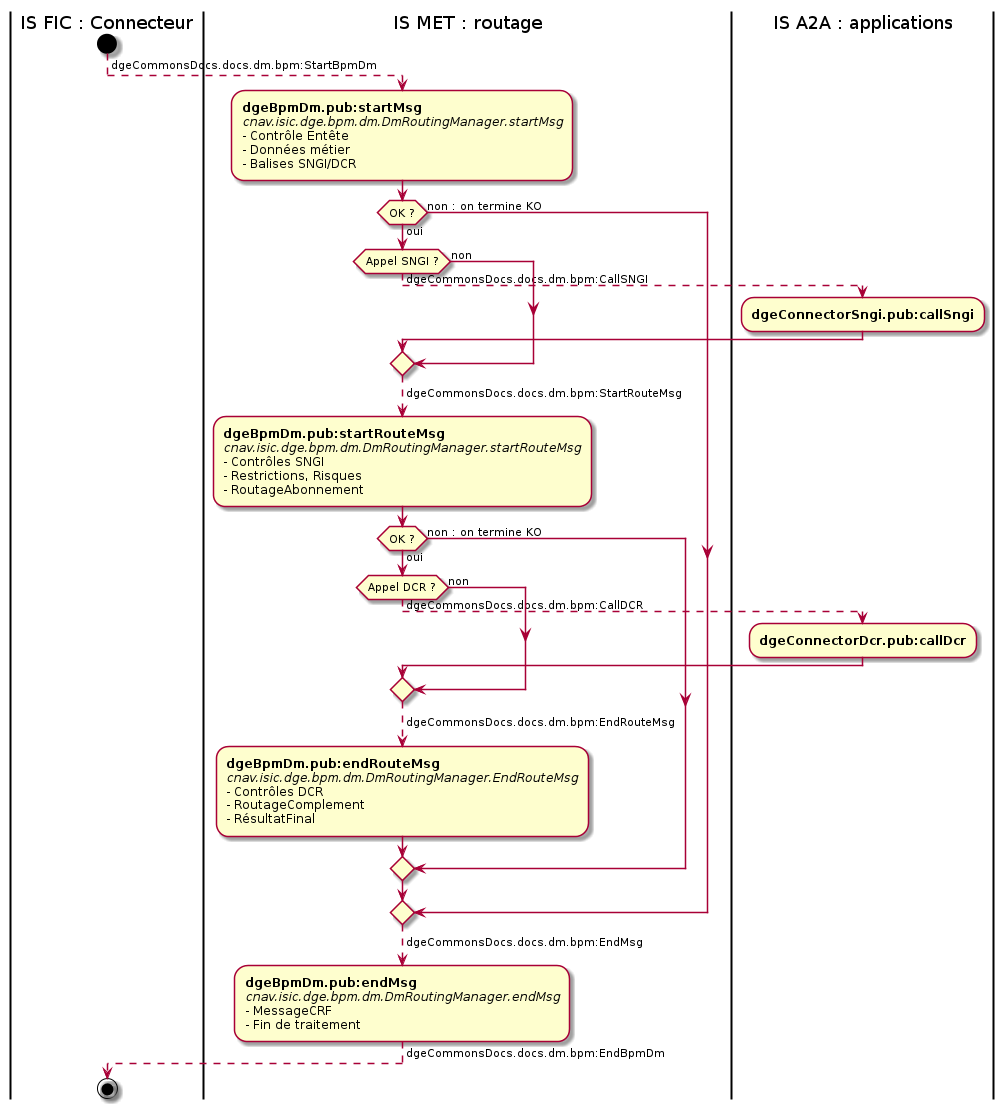 IS FIC : Connecteur
IS MET : routage
IS A2A : applications
dgeCommonsDocs.docs.dm.bpm:StartBpmDm
dgeBpmDm.pub:startMsg
cnav.isic.dge.bpm.dm.DmRoutingManager.startMsg
- Contrôle Entête
- Données métier
- Balises SNGI/DCR
OK ?
non : on termine KO
oui
Appel SNGI ?
non
dgeCommonsDocs.docs.dm.bpm:CallSNGI
dgeConnectorSngi.pub:callSngi
dgeCommonsDocs.docs.dm.bpm:StartRouteMsg
dgeBpmDm.pub:startRouteMsg
cnav.isic.dge.bpm.dm.DmRoutingManager.startRouteMsg
- Contrôles SNGI
- Restrictions, Risques
- RoutageAbonnement
OK ?
non : on termine KO
oui
Appel DCR ?
non
dgeCommonsDocs.docs.dm.bpm:CallDCR
dgeConnectorDcr.pub:callDcr
dgeCommonsDocs.docs.dm.bpm:EndRouteMsg
dgeBpmDm.pub:endRouteMsg
cnav.isic.dge.bpm.dm.DmRoutingManager.EndRouteMsg
- Contrôles DCR
- RoutageComplement
- RésultatFinal
dgeCommonsDocs.docs.dm.bpm:EndMsg
dgeBpmDm.pub:endMsg
cnav.isic.dge.bpm.dm.DmRoutingManager.endMsg
- MessageCRF
- Fin de traitement
dgeCommonsDocs.docs.dm.bpm:EndBpmDm